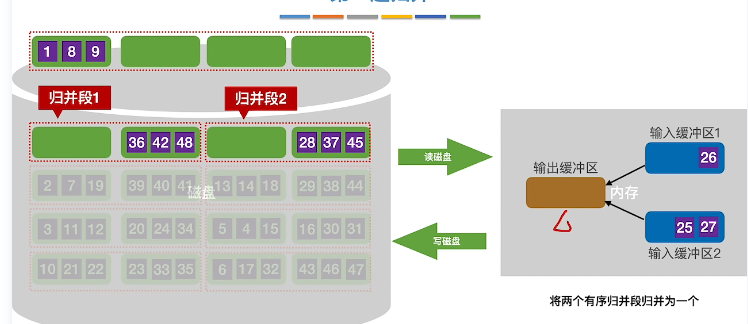 1 8 9
归并段1 归并段2
36 42 48 28 37 45
2 7 19 39 40 41 13 14 18 29 38 44
磁盘
3 11 12 20 24 34 5 4 15 16 30 31
10 21 22 23 33 35 6 17 32 43 46 47
读磁盘
写磁盘
输入缓冲区1
26
输出缓冲区
内存
25 27
输入缓冲区2
将两个有序归并段归并为一个